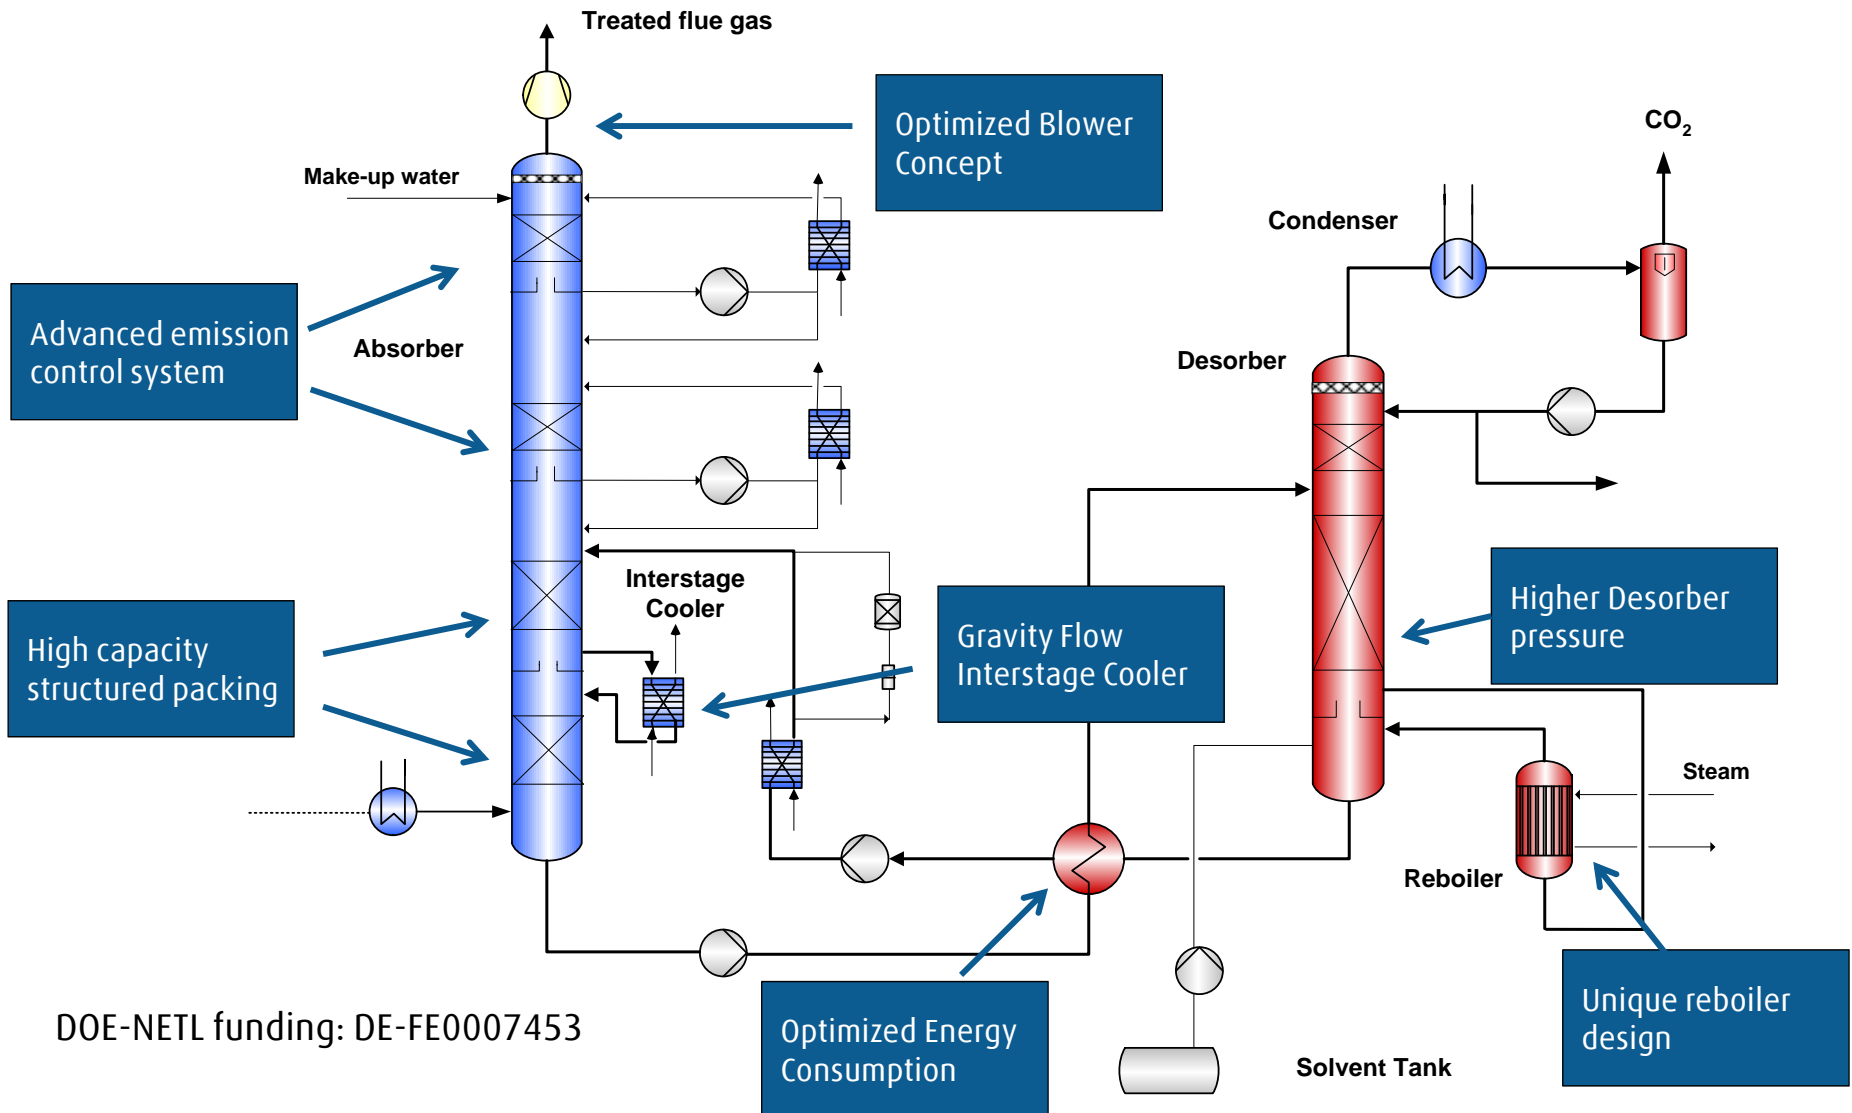 Treated flue gas
Optimized Blower
Concept
CO2
Make-up water
Condenser
Advanced emission
control system
Absorber
Desorber
Interstage
Cooler
High capacity
structured packing
Gravity Flow
Interstage Cooler
Higher Desorber
pressure
Steam
Reboiler
Optimized Energy
Consumption
Unique reboiler
design
DOE-NETL funding: DE-FE0007453
Solvent Tank